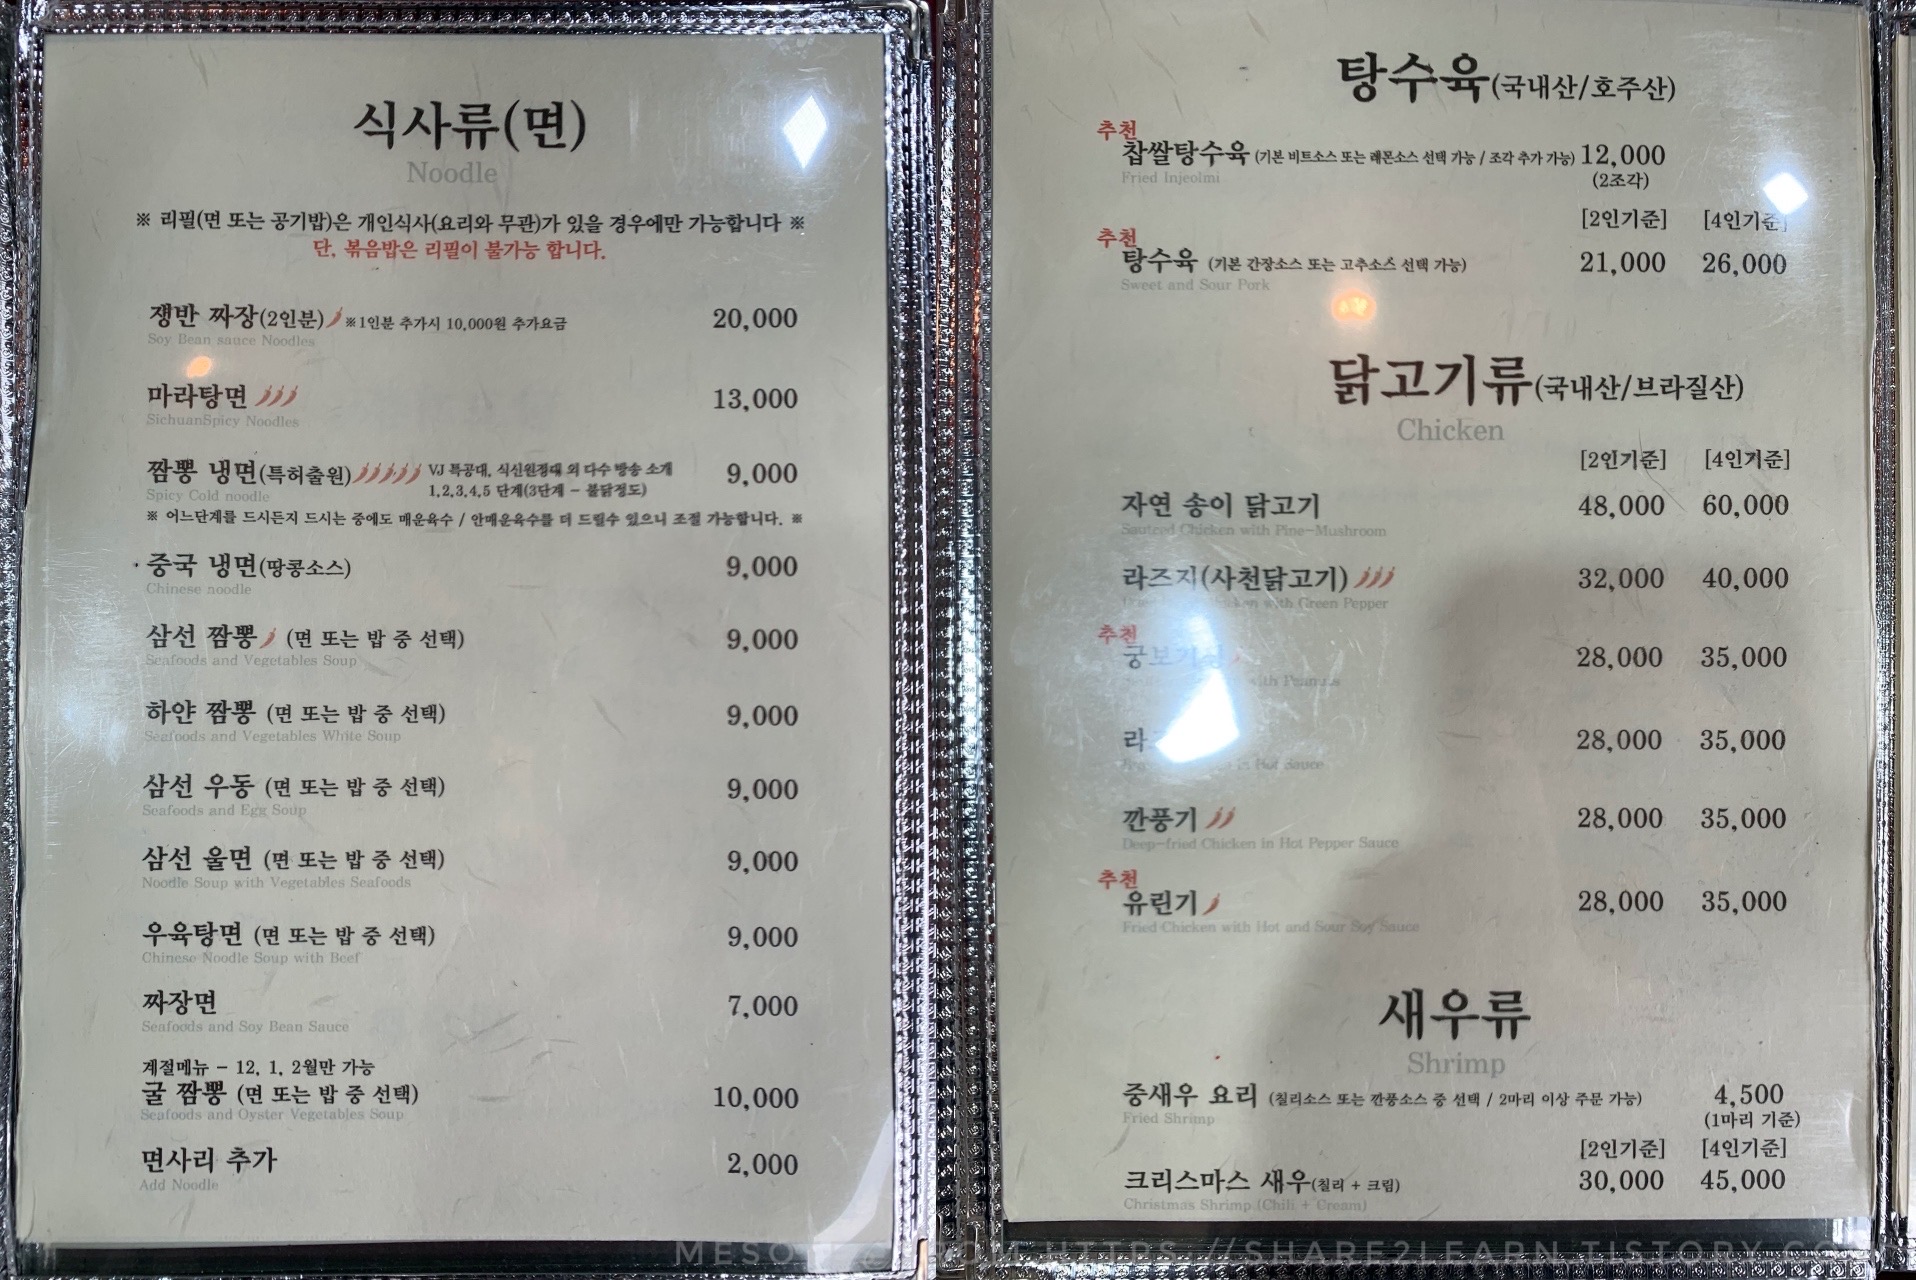 식사류(면)
Noodle
※ 리필(면 또는 공기밥)은 개인식사(요리와 무관)가 있을 경우에만 가능합니다 ※
단, 볶음밥은 리필이 불가능 합니다.
쟁반 짜장(2인분) ※1인분 추가시 10,000원 추가요금 20,000
Soy Bean sauce Noodles
마라탕면 13,000
SichuanSpicy Noodles
짬뽕 냉면(특허출원) VJ 특공대, 식신원정대 외 다수 방송 소개 9,000
Spicy Cold noodle 1,2,3,4,5 단계(3단계 - 불닭정도)
※ 어느단계를 드시든지 드시는 중에도 매운육수 / 안매운육수를 더 드릴수 있으니 조절 가능합니다. ※
중국 냉면(땅콩소스) 9,000
Chinese noodle
삼선 짬뽕 (면 또는 밥 중 선택) 9,000
Seafoods and Vegetables Soup
하얀 짬뽕 (면 또는 밥 중 선택) 9,000
Seafoods and Vegetables White Soup
삼선 우동 (면 또는 밥 중 선택) 9,000
Seafoods and Egg Soup
삼선 울면 (면 또는 밥 중 선택) 9,000
Noodle Soup with Vegetables Seafoods
우육탕면 (면 또는 밥 중 선택) 9,000
Chinese Noodle Soup with Beef
짜장면 7,000
Seafoods and Soy Bean Sauce
계절메뉴 - 12, 1, 2월만 가능
굴 짬뽕 (면 또는 밥 중 선택) 10,000
Seafoods and Oyster Vegetables Soup
면사리 추가 2,000
Add Noodle
탕수육(국내산/호주산)
추천
찹쌀탕수육 (기본 비트소스 또는 레몬소스 선택 가능 / 조각 추가 가능) 12,000
Fried Injeolmi (2조각)
[2인기준] [4인기준]
추천
탕수육 (기본 간장소스 또는 고추소스 선택 가능) 21,000 26,000
Sweet and Sour Pork
닭고기류(국내산/브라질산)
Chicken
[2인기준] [4인기준]
자연 송이 닭고기 48,000 60,000
Sauteed Chicken with Pine-Mushroom
라즈지(사천닭고기) 32,000 40,000
with Green Pepper
추천
궁보 28,000 35,000
with Peanuts
28,000 35,000
in Hot Sauce
깐풍기 28,000 35,000
Deep-fried Chicken in Hot Pepper Sauce
추천
유린기 28,000 35,000
Fried Chicken with Hot and Sour Soy Sauce
새우류
Shrimp
중새우 요리 (칠리소스 또는 깐풍소스 중 선택 / 2마리 이상 주문 가능) 4,500
Fried Shrimp (1마리 기준)
[2인기준] [4인기준]
크리스마스 새우(칠리 + 크림) 30,000 45,000
Christmas Shrimp (Chili + Cream)
HTTPS://SHARE2LEARN.TISTORY.CO